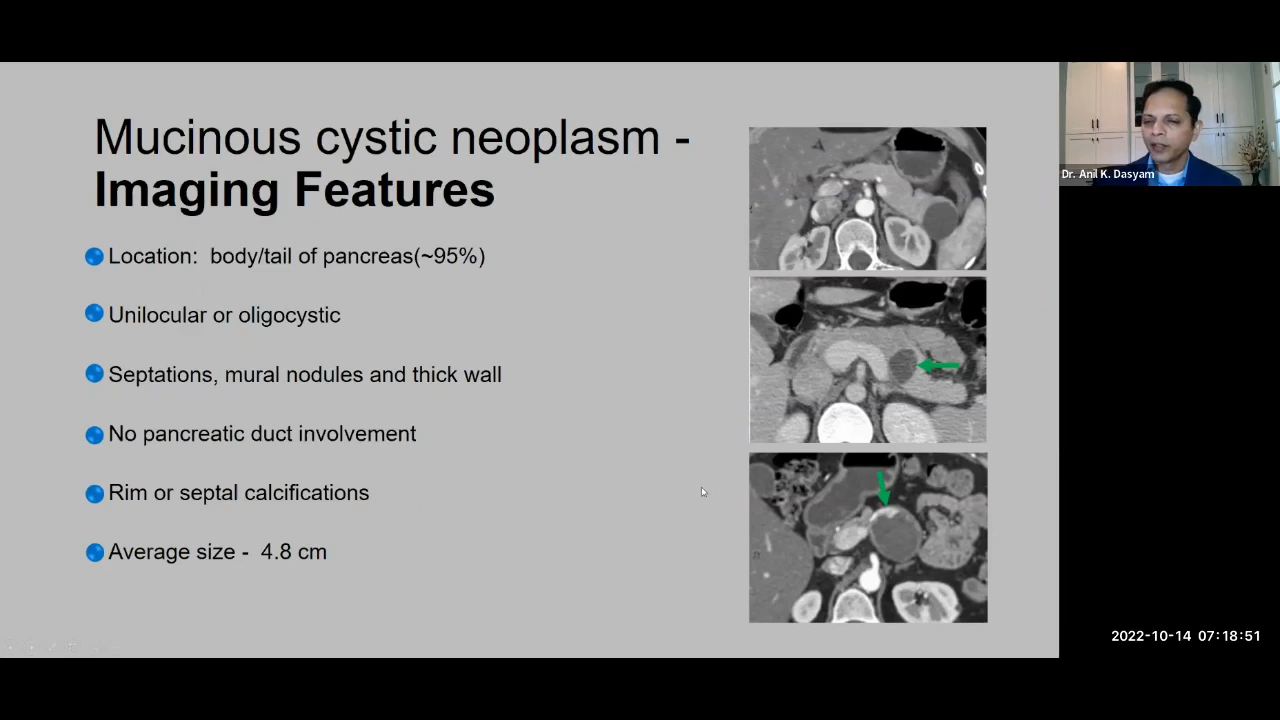 Mucinous cystic neoplasm -
Imaging Features
Location:  body/tail of pancreas(~95%)
Unilocular or oligocystic
Septations, mural nodules and thick wall
No pancreatic duct involvement
Rim or septal calcifications
Average size -  4.8 cm
Dr. Anil K. Dasyam
2022-10-14 07:18:51